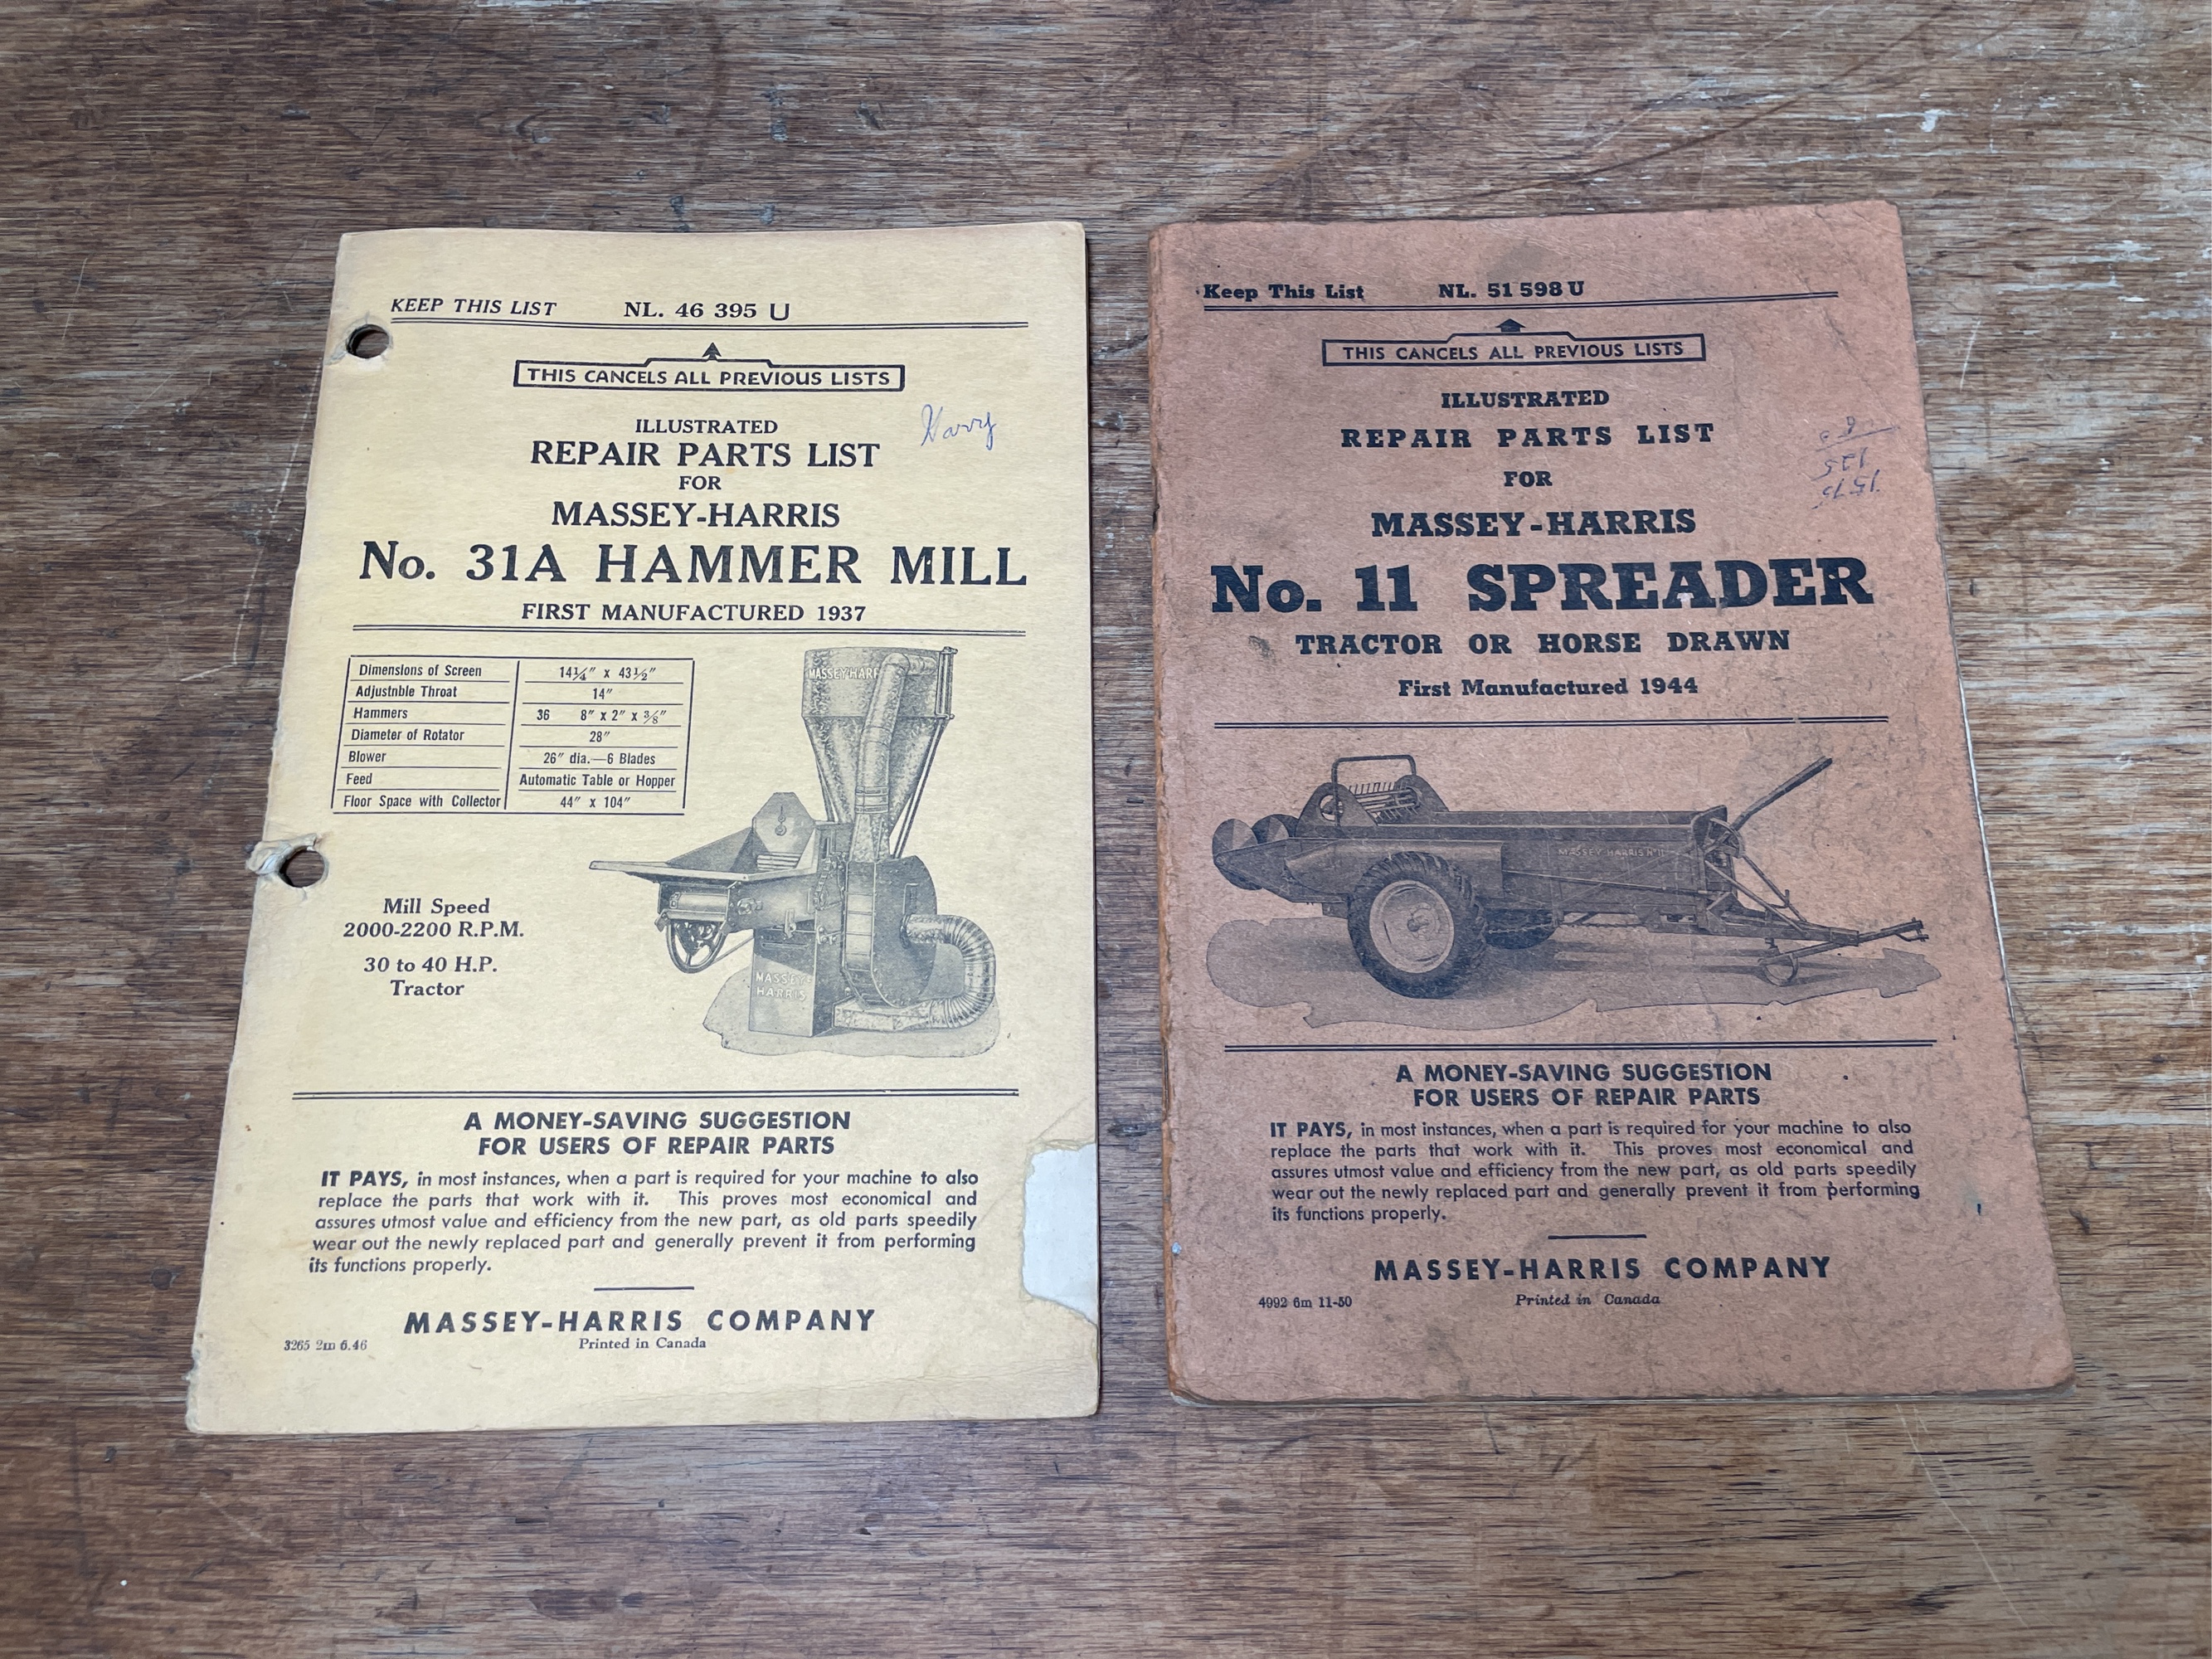 KEEP THIS LIST NL. 46 395 U
THIS CANCELS ALL PREVIOUS LISTS
Harry
ILLUSTRATED
REPAIR PARTS LIST
FOR
MASSEY-HARRIS
No. 31A HAMMER MILL
FIRST MANUFACTURED 1937
Dimensions of Screen 14¼" x 43½"
Adjustnble Throat 14"
Hammers 36 8" x 2" x ⅜"
Diameter of Rotator 28"
Blower 26" dia.—6 Blades
Feed Automatic Table or Hopper
Floor Space with Collector 44" x 104"
MASSEY-HARR
Mill Speed
2000-2200 R.P.M.
30 to 40 H.P.
Tractor
MASSEY-
HARRIS
A MONEY-SAVING SUGGESTION
FOR USERS OF REPAIR PARTS
IT PAYS, in most instances, when a part is required for your machine to also
replace the parts that work with it. This proves most economical and
assures utmost value and efficiency from the new part, as old parts speedily
wear out the newly replaced part and generally prevent it from performing
its functions properly.
MASSEY-HARRIS COMPANY
3265 2m 6.46 Printed in Canada
Keep This List NL. 51 598 U
THIS CANCELS ALL PREVIOUS LISTS
ILLUSTRATED
REPAIR PARTS LIST
FOR
MASSEY-HARRIS
No. 11 SPREADER
TRACTOR OR HORSE DRAWN
First Manufactured 1944
1575
125
MASSEY-HARRIS No 11
A MONEY-SAVING SUGGESTION
FOR USERS OF REPAIR PARTS
IT PAYS, in most instances, when a part is required for your machine to also
replace the parts that work with it. This proves most economical and
assures utmost value and efficiency from the new part, as old parts speedily
wear out the newly replaced part and generally prevent it from performing
its functions properly.
MASSEY-HARRIS COMPANY
4992 6m 11-50 Printed in Canada